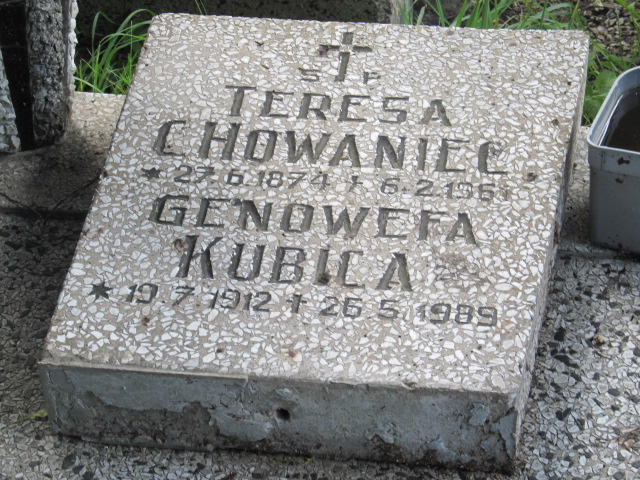 Ś † P
TERESA
CHOWANIEC
* 27.6.1874 † 6.2.1961
GENOWEFA
KUBICA
* 19.7.1912 † 26.5.1989